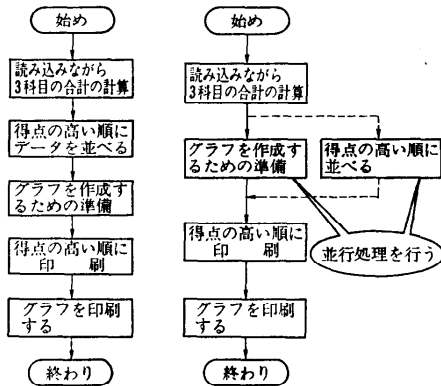 始め
読み込みながら
3科目の合計の計算
得点の高い順に
データを並べる
グラフを作成す
るための準備
得点の高い順に
印 刷
グラフを印刷
する
終わり
始め
読み込みながら
3科目の合計の計算
グラフを作成す
るための準備
得点の高い順に
並べる
並行処理を行う
得点の高い順に
印 刷
グラフを印刷
する
終わり